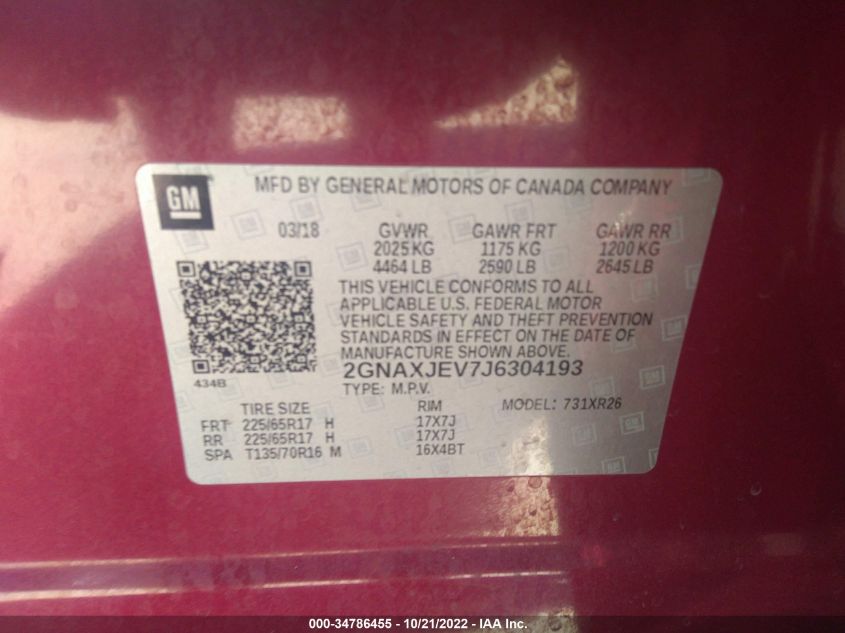 GM
MFD BY GENERAL MOTORS OF CANADA COMPANY
03/18 GVWR GAWR FRT GAWR RR
2025 KG 1175 KG 1200 KG
4464 LB 2590 LB 2645 LB
THIS VEHICLE CONFORMS TO ALL
APPLICABLE U.S. FEDERAL MOTOR
VEHICLE SAFETY AND THEFT PREVENTION
STANDARDS IN EFFECT ON THE DATE OF
MANUFACTURE SHOWN ABOVE.
434B
2GNAXJEV7J6304193
TYPE: M.P.V.
TIRE SIZE RIM MODEL: 731XR26
FRT 225/65R17 H 17X7J
RR 225/65R17 H 17X7J
SPA T135/70R16 M 16X4BT
000-34786455 - 10/21/2022 - IAA Inc.